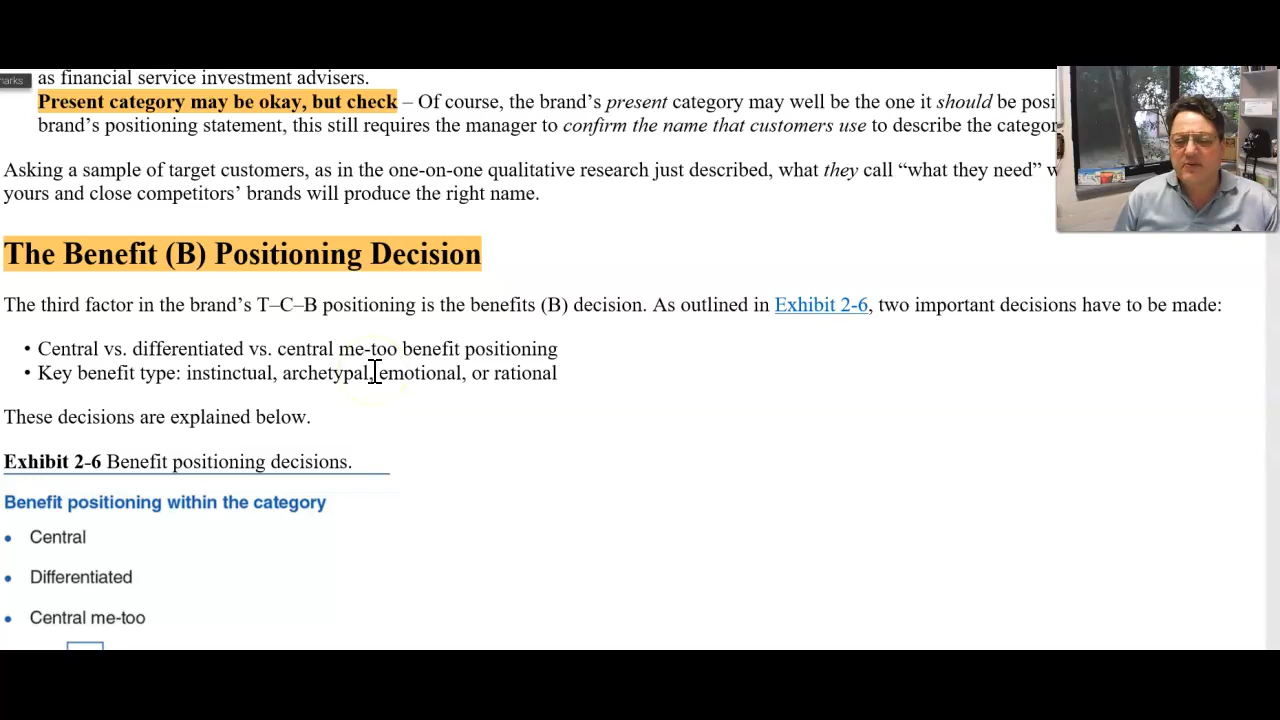 as financial service investment advisers.
Present category may be okay, but check – Of course, the brand’s present category may well be the one it should be posi
brand’s positioning statement, this still requires the manager to confirm the name that customers use to describe the categor
Asking a sample of target customers, as in the one-on-one qualitative research just described, what they call “what they need”
yours and close competitors’ brands will produce the right name.
The Benefit (B) Positioning Decision
The third factor in the brand’s T–C–B positioning is the benefits (B) decision. As outlined in Exhibit 2-6, two important decisions have to be made:
• Central vs. differentiated vs. central me-too benefit positioning
• Key benefit type: instinctual, archetypal, emotional, or rational
These decisions are explained below.
Exhibit 2-6 Benefit positioning decisions.
Benefit positioning within the category
• Central
• Differentiated
• Central me-too